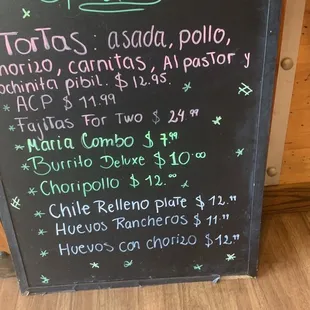 Tortas: asada, pollo,
horizo, carnitas, Al pastor y
ochinita pibil. $12.95
* ACP $ 11.99
* Fajitas For Two $ 24.99
* Maria Combo $ 7.99
* Burrito Deluxe $ 10.00
* Choripollo $ 12.00
* Chile Relleno plate $ 12.99
* Huevos Rancheros $ 11.99
* Huevos con chorizo $ 12.99